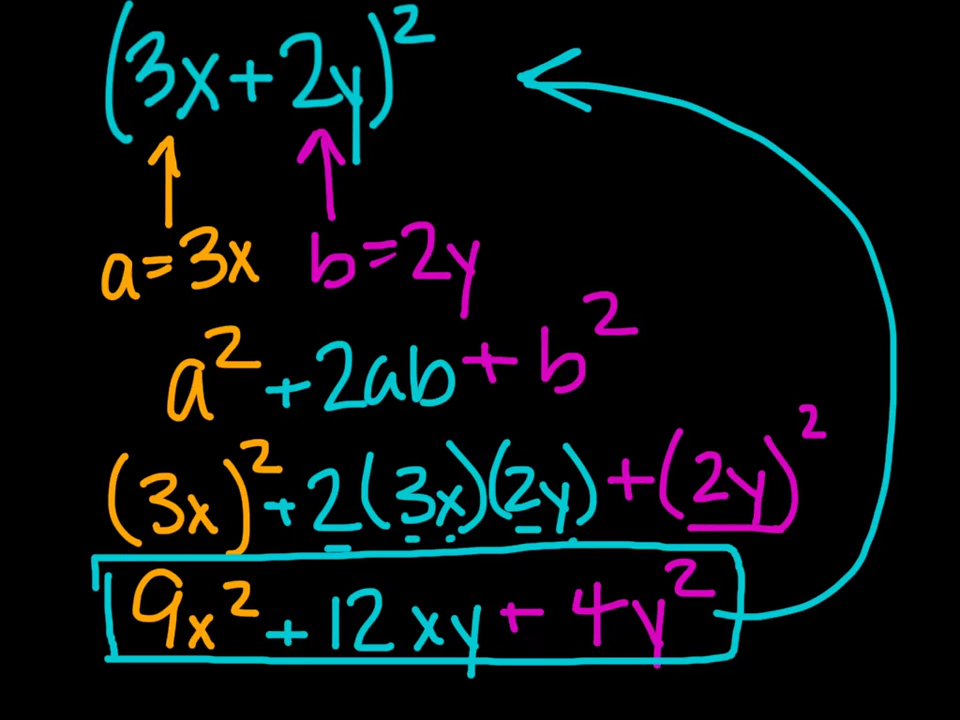 (3x+2y)²
a=3x b=2y
a²+2ab+b²
(3x)²+2(3x)(2y)+(2y)²
9x²+12xy+4y²